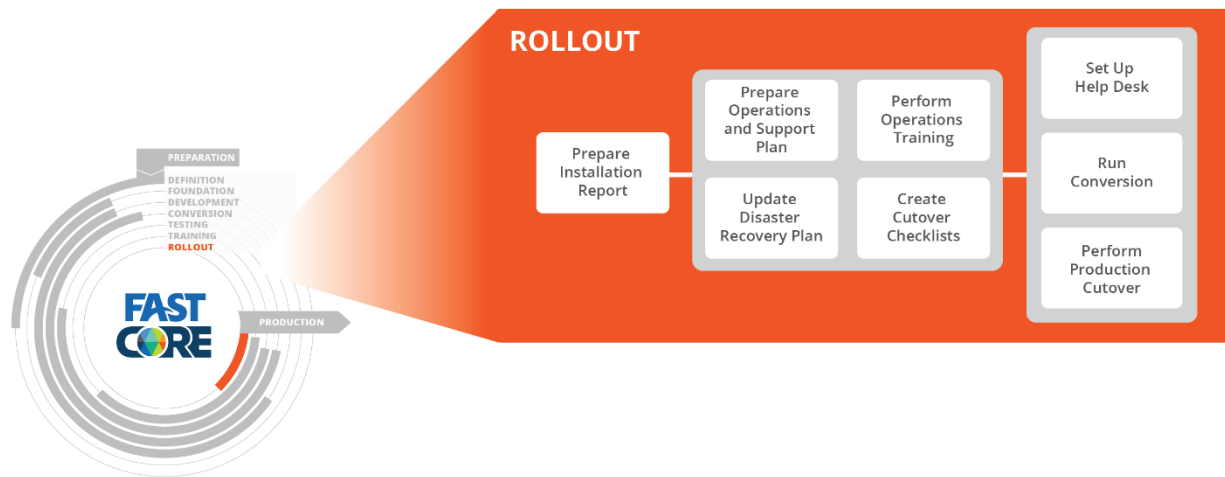 ROLLOUT
PREPARATION
DEFINITION
FOUNDATION
DEVELOPMENT
CONVERSION
TESTING
TRAINING
ROLLOUT
FAST
CORE
PRODUCTION
Prepare
Installation
Report
Prepare
Operations
and Support
Plan
Perform
Operations
Training
Update
Disaster
Recovery Plan
Create
Cutover
Checklists
Set Up
Help Desk
Run
Conversion
Perform
Production
Cutover